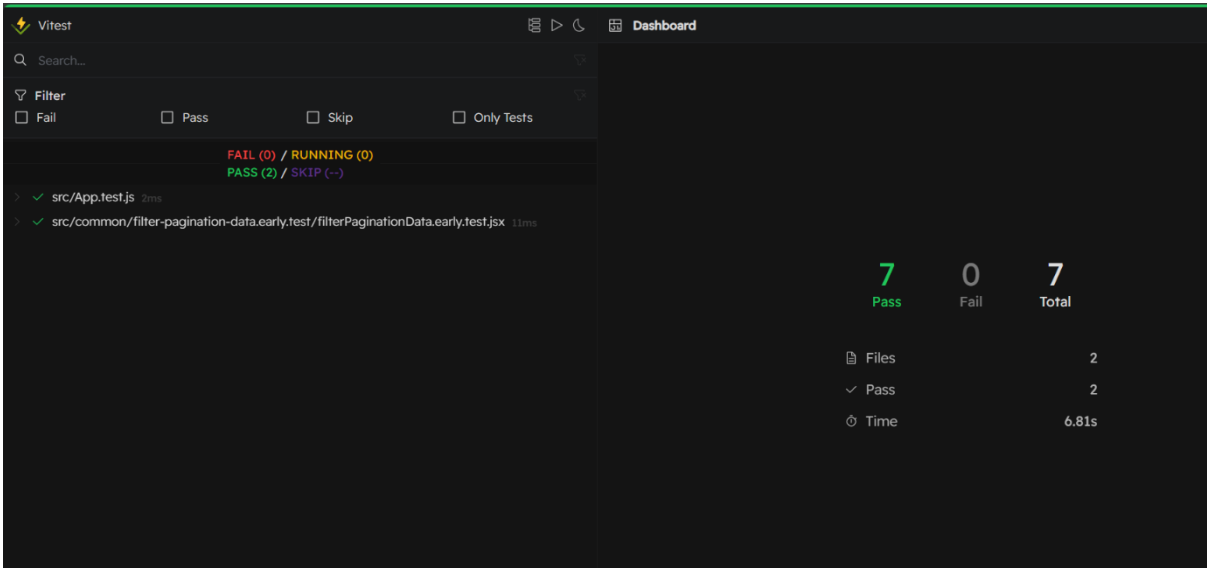 Vitest
Search...
Filter
Fail Pass Skip Only Tests
FAIL (0) / RUNNING (0)
PASS (2) / SKIP (--)
src/App.test.js 2ms
src/common/filter-pagination-data.early.test/filterPaginationData.early.test.jsx 11ms
Dashboard
7 0 7
Pass Fail Total
Files 2
Pass 2
Time 6.81s